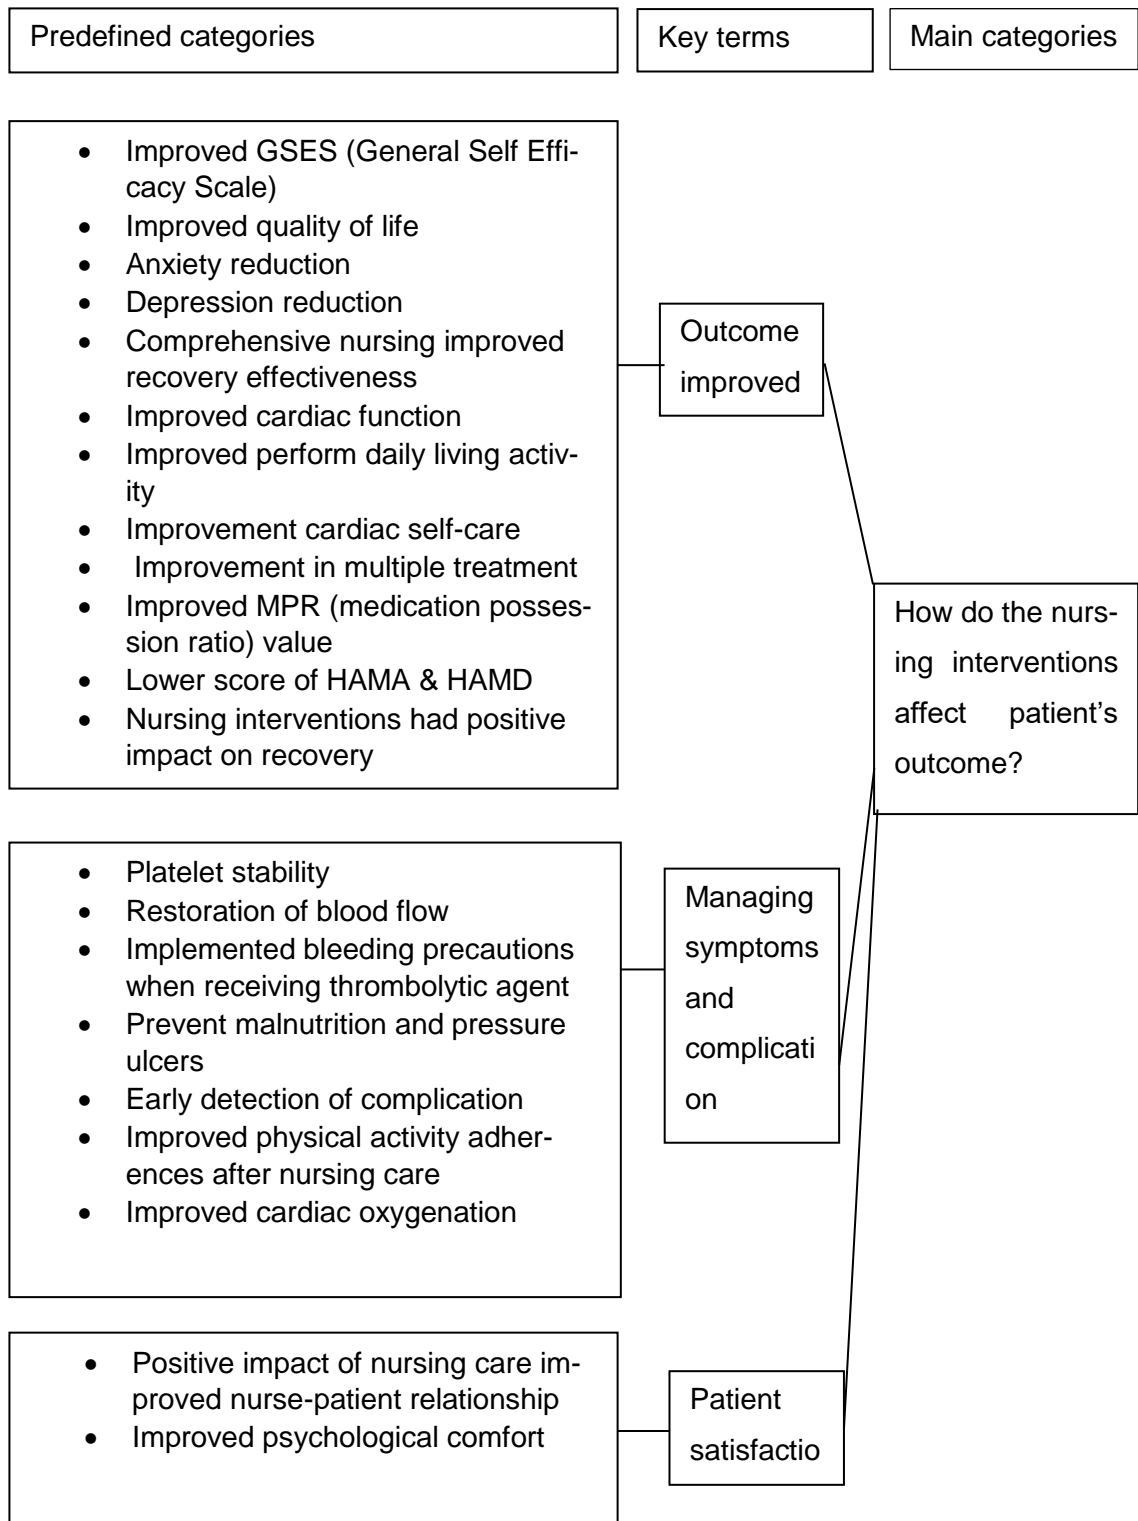 Predefined categories
Key terms
Main categories
• Improved GSES (General Self Effi-
cacy Scale)
• Improved quality of life
• Anxiety reduction
• Depression reduction
• Comprehensive nursing improved
recovery effectiveness
• Improved cardiac function
• Improved perform daily living activ-
ity
• Improvement cardiac self-care
• Improvement in multiple treatment
• Improved MPR (medication posses-
sion ratio) value
• Lower score of HAMA & HAMD
• Nursing interventions had positive
impact on recovery
Outcome
improved
How do the nurs-
ing interventions
affect patient's
outcome?
• Platelet stability
• Restoration of blood flow
• Implemented bleeding precautions
when receiving thrombolytic agent
• Prevent malnutrition and pressure
ulcers
• Early detection of complication
• Improved physical activity adher-
ences after nursing care
• Improved cardiac oxygenation
Managing
symptoms
and
complicati
on
• Positive impact of nursing care im-
proved nurse-patient relationship
• Improved psychological comfort
Patient
satisfactio